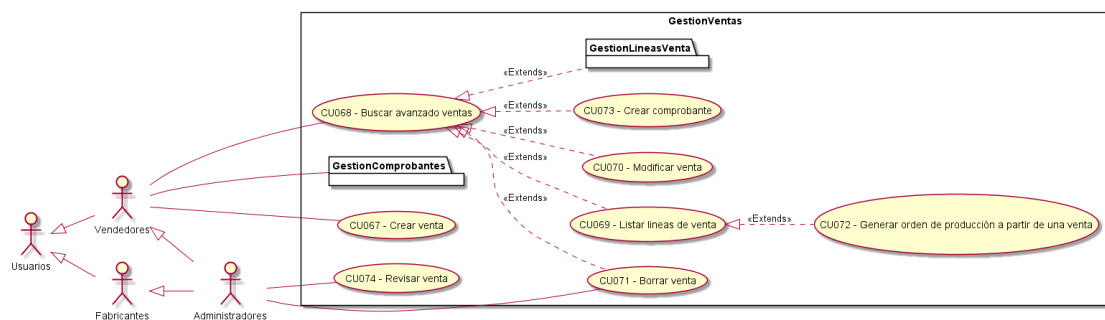 GestionVentas
GestionLineasVenta
«Extends»
CU068 - Buscar avanzado ventas
«Extends»
CU073 - Crear comprobante
«Extends»
CU070 - Modificar venta
GestionComprobantes
«Extends»
CU067 - Crear venta
CU069 - Listar lineas de venta
«Extends»
CU072 - Generar orden de producción a partir de una venta
«Extends»
CU074 - Revisar venta
CU071 - Borrar venta
Vendedores
Usuarios
Fabricantes
Administradores